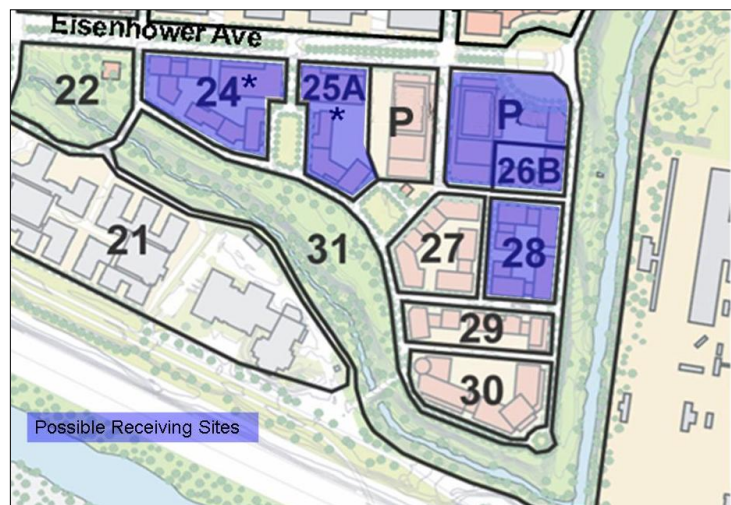 Eisenhower Ave
22
24*
25A
*
P
P
26B
21
31
27
28
29
30
Possible Receiving Sites